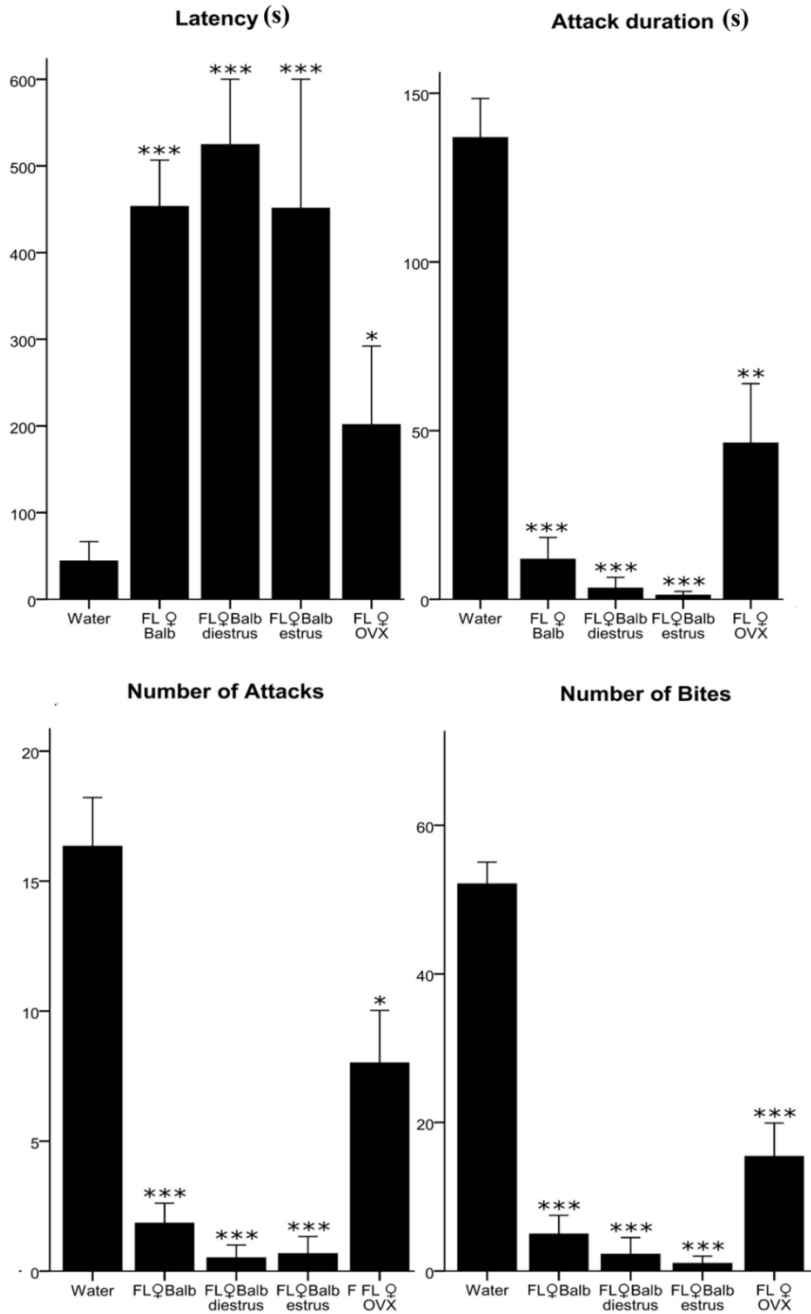 Latency (s)
600
500
400
300
200
100
0
***
***
***
*
Water
FL ♀
Balb
FL♀Balb
diestrus
FL♀Balb
estrus
FL ♀
OVX
Attack duration (s)
150
100
50
0
***
***
***
**
Water
FL ♀
Balb
FL♀Balb
diestrus
FL♀Balb
estrus
FL ♀
OVX
Number of Attacks
20
15
10
5
0
***
***
***
*
Water
FL♀Balb
FL♀Balb
diestrus
FL♀Balb
estrus
F FL ♀
OVX
Number of Bites
60
40
20
0
***
***
***
***
Water
FL♀Balb
FL♀Balb
diestrus
FL♀Balb
estrus
FL ♀
OVX